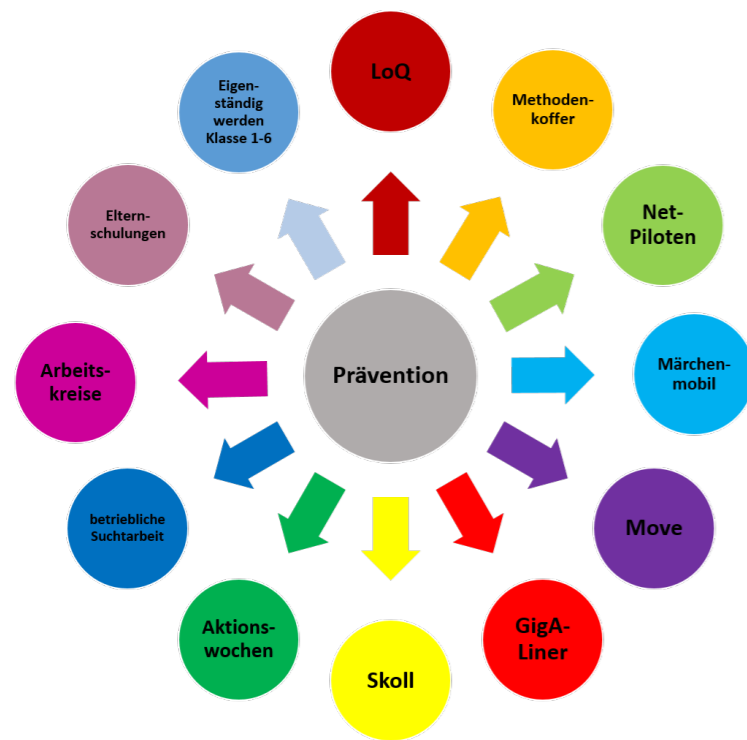 LoQ
Methoden-
koffer
Net-
Piloten
Märchen-
mobil
Move
GigA-
Liner
Skoll
Aktions-
wochen
betriebliche
Suchtarbeit
Arbeits-
kreise
Eltern-
schulungen
Eigen-
ständig
werden
Klasse 1-6
Prävention